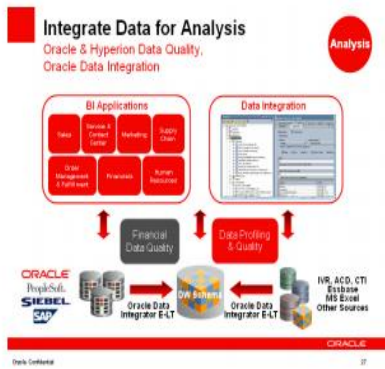 Integrate Data for Analysis
Oracle & Hyperion Data Quality,
Oracle Data Integration
Analysis
BI Applications
Sales
Service &
Contact
Center
Marketing
Supply
Chain
Order
Management
& Fulfillment
Financials
Human
Resources
Data Integration
Financial
Data Quality
Data Profiling
& Quality
ORACLE
PeopleSoft.
SIEBEL
SAP
Oracle Data
Integrator E-LT
DW Schema
Oracle Data
Integrator E-LT
IVR, ACD, CTI
Essbase
MS Excel
Other Sources
ORACLE
Oracle Confidential